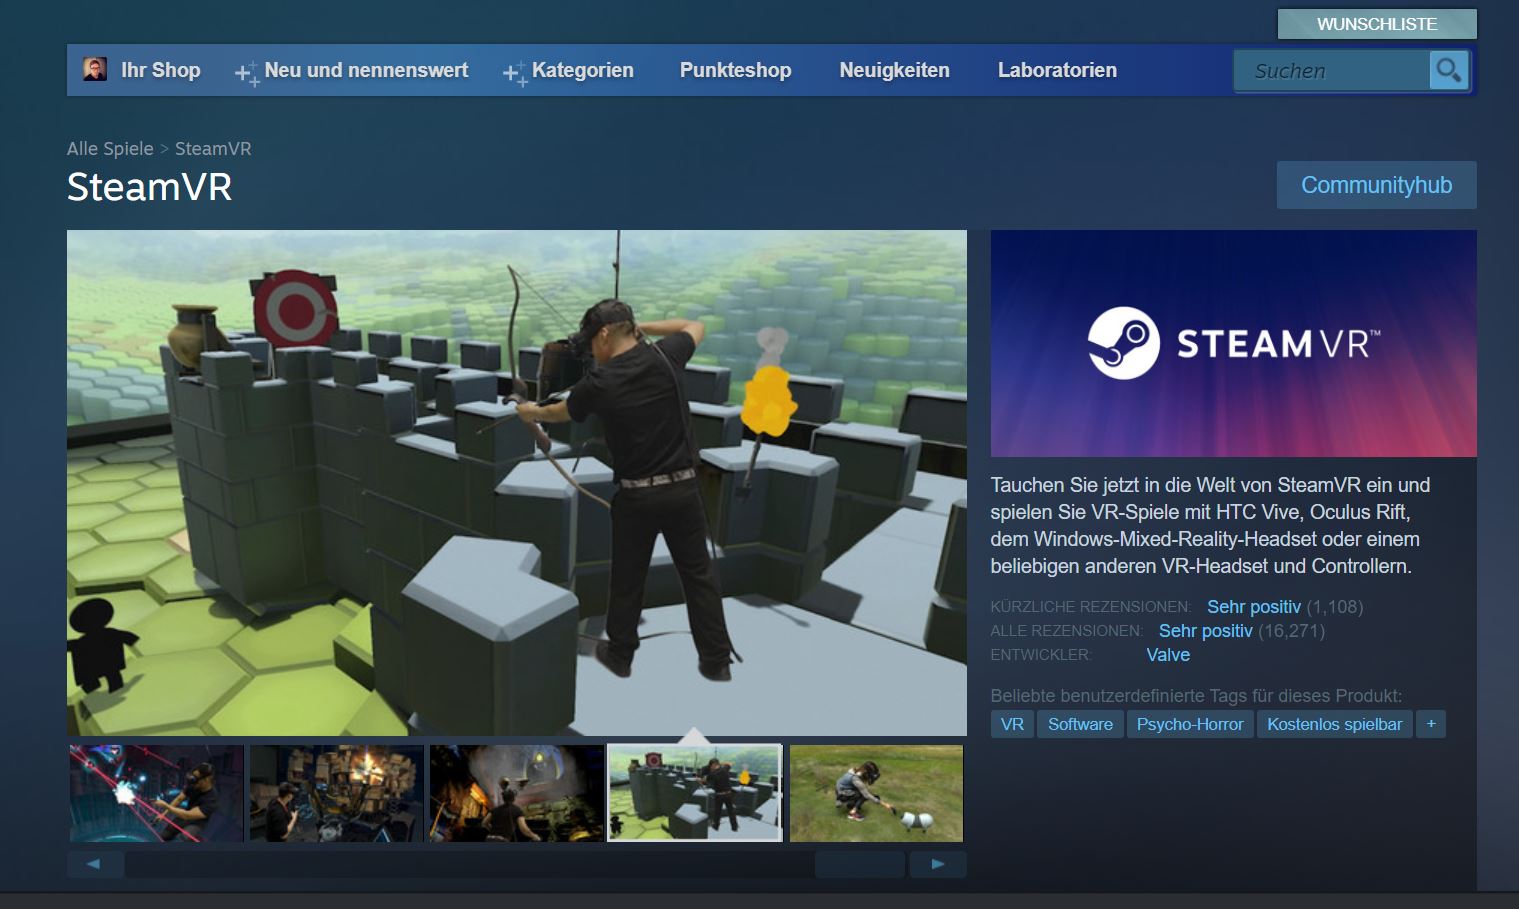 WUNSCHLISTE
Ihr Shop Neu und nennenswert Kategorien Punkteshop Neuigkeiten Laboratorien Suchen
Alle Spiele > SteamVR
SteamVR
Communityhub
STEAM VR™
Tauchen Sie jetzt in die Welt von SteamVR ein und
spielen Sie VR-Spiele mit HTC Vive, Oculus Rift,
dem Windows-Mixed-Reality-Headset oder einem
beliebigen anderen VR-Headset und Controllern.
KÜRZLICHE REZENSIONEN: Sehr positiv (1,108)
ALLE REZENSIONEN: Sehr positiv (16,271)
ENTWICKLER: Valve
Beliebte benutzerdefinierte Tags für dieses Produkt:
VR Software Psycho-Horror Kostenlos spielbar +